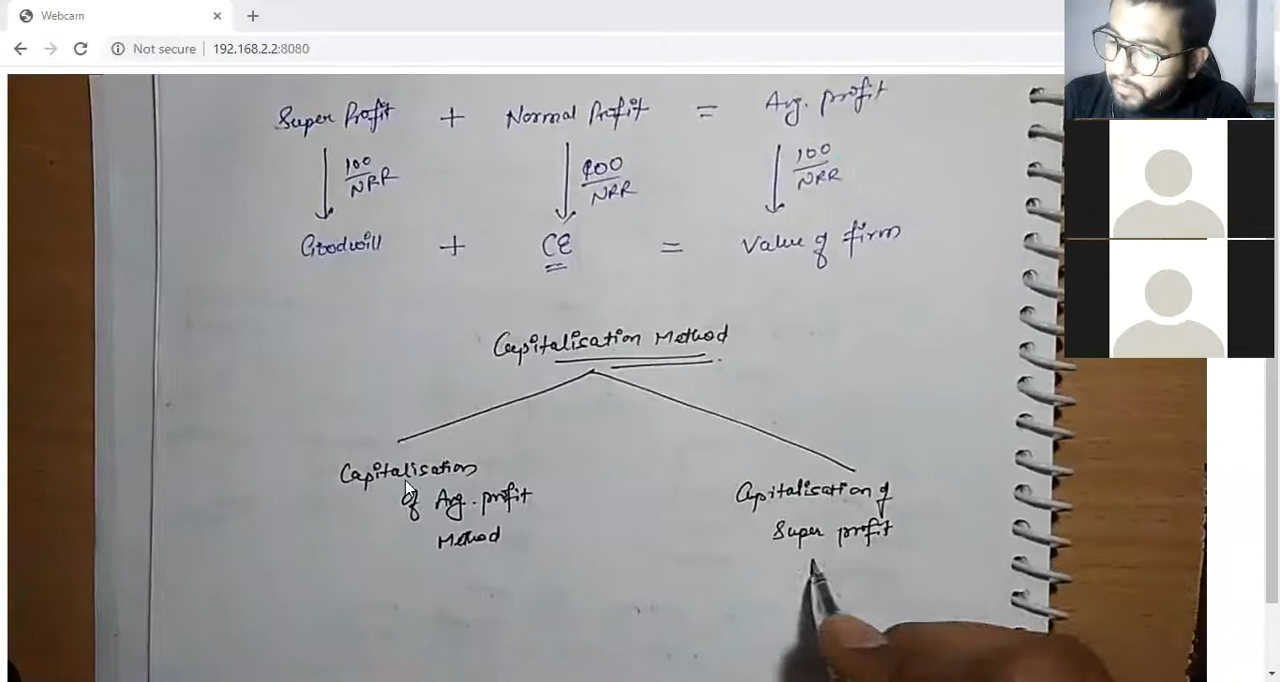 Webcam
Not secure 192.168.2.2:8080
Super Profit + Normal Profit = Avg. profit
100/NRR 100/NRR 100/NRR
Goodwill + CE = Value of firm
Capitalisation Method
Capitalisation
of Avg. profit
Method
Capitalisation of
Super profit